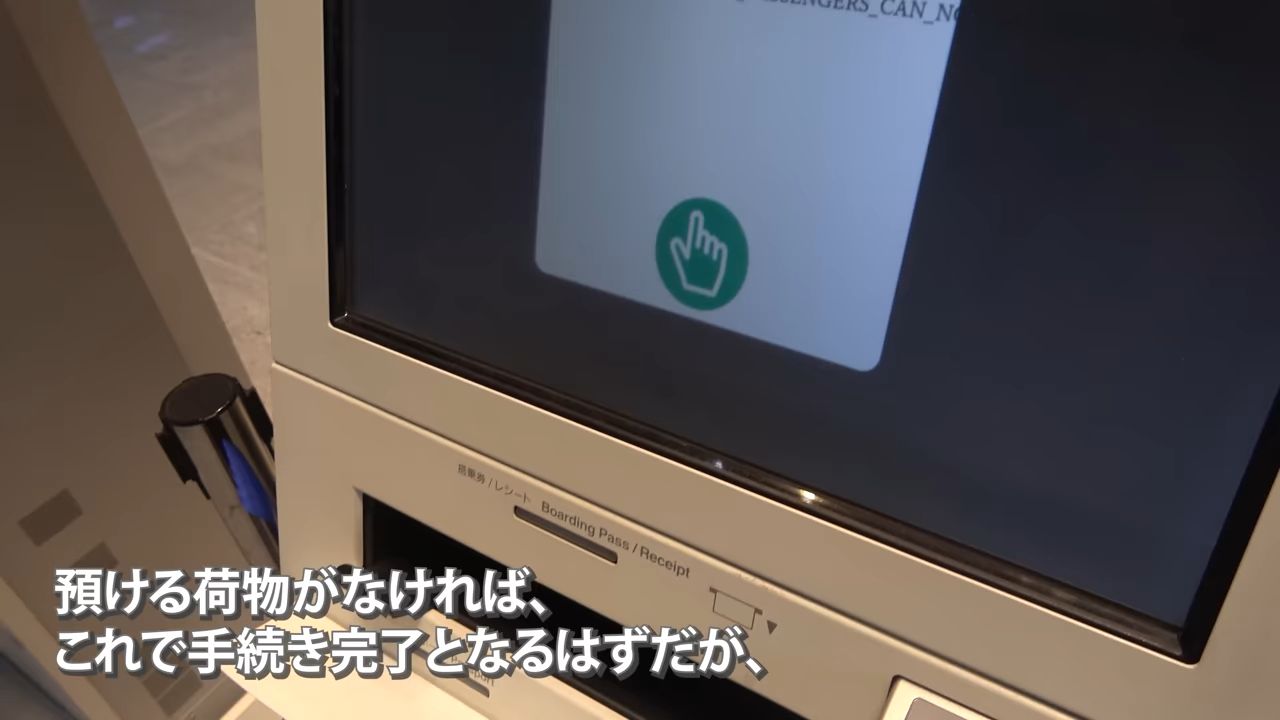 搭乗券 / レシート Boarding Pass / Receipt
預ける荷物がなければ、
これで手続き完了となるはずだが、